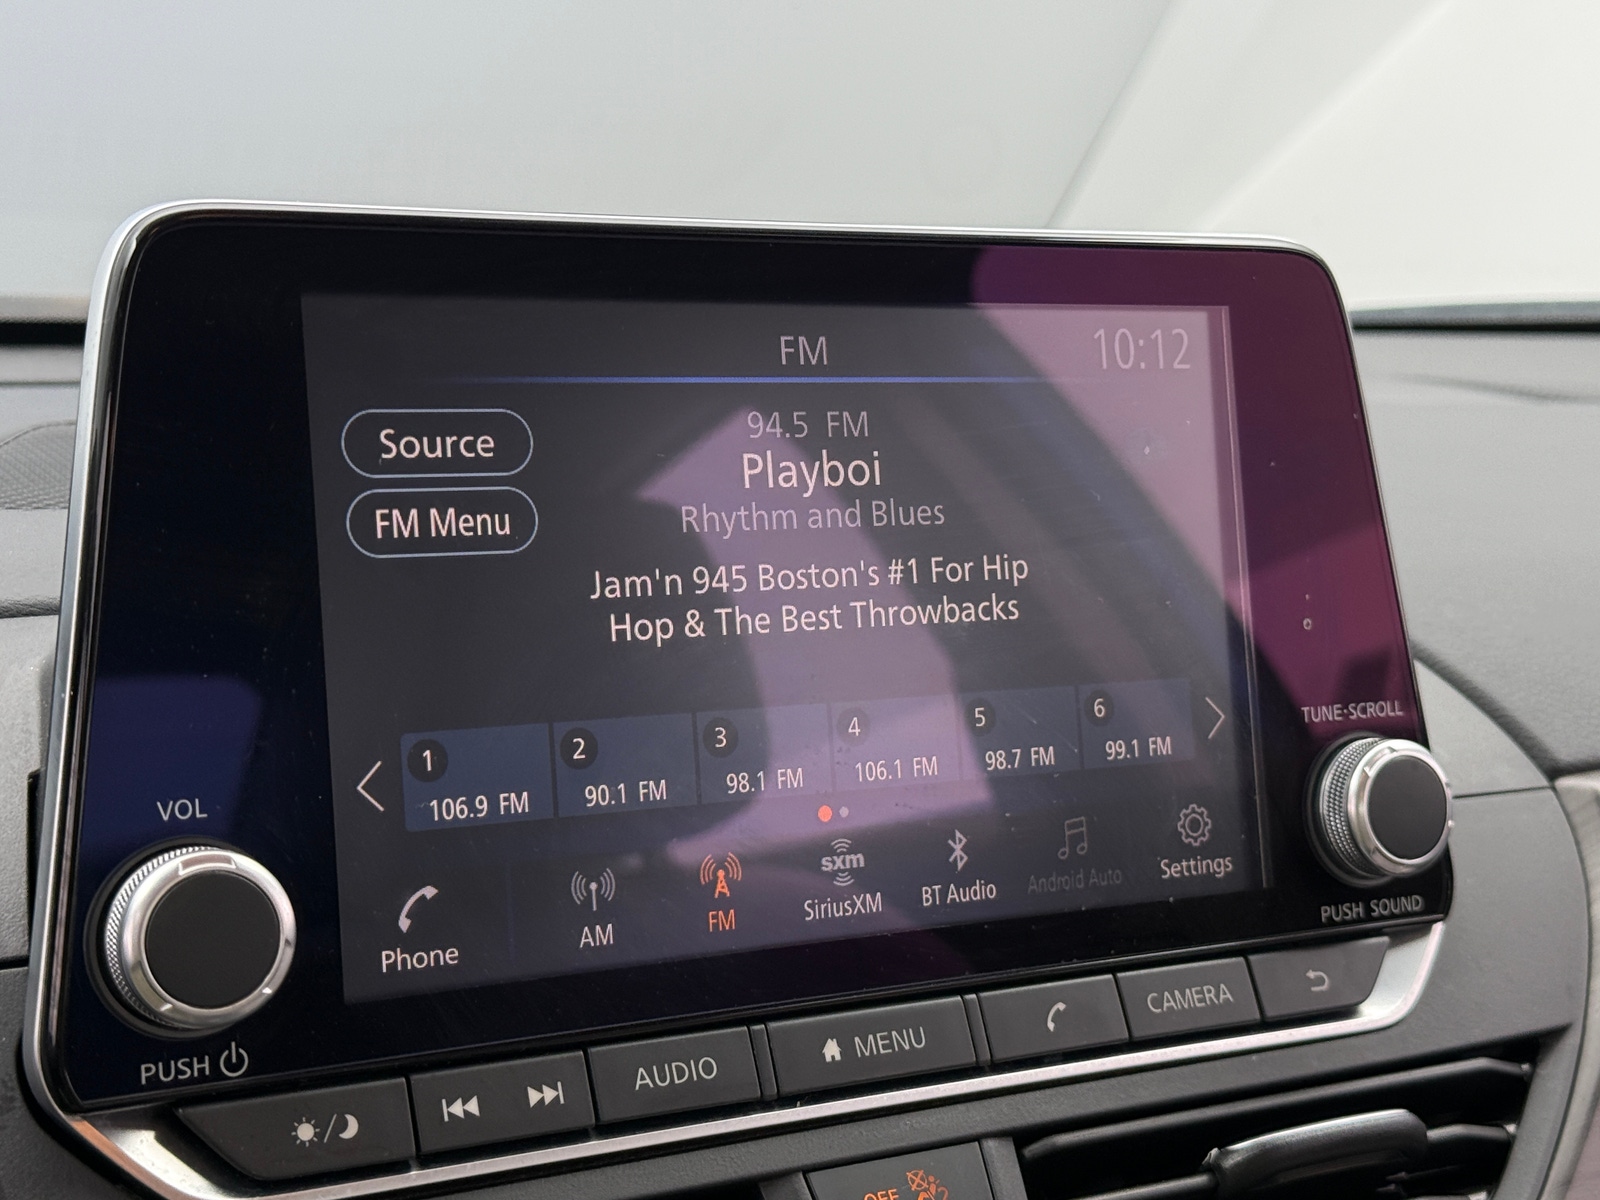 FM
10:12
Source
FM Menu
94.5 FM
Playboi
Rhythm and Blues
Jam'n 945 Boston's #1 For Hip
Hop & The Best Throwbacks
1
106.9 FM
2
90.1 FM
3
98.1 FM
4
106.1 FM
5
98.7 FM
6
99.1 FM
Phone
AM
FM
sxm
SiriusXM
BT Audio
Android Auto
Settings
VOL
PUSH
TUNE·SCROLL
PUSH SOUND
AUDIO
MENU
CAMERA
OFF